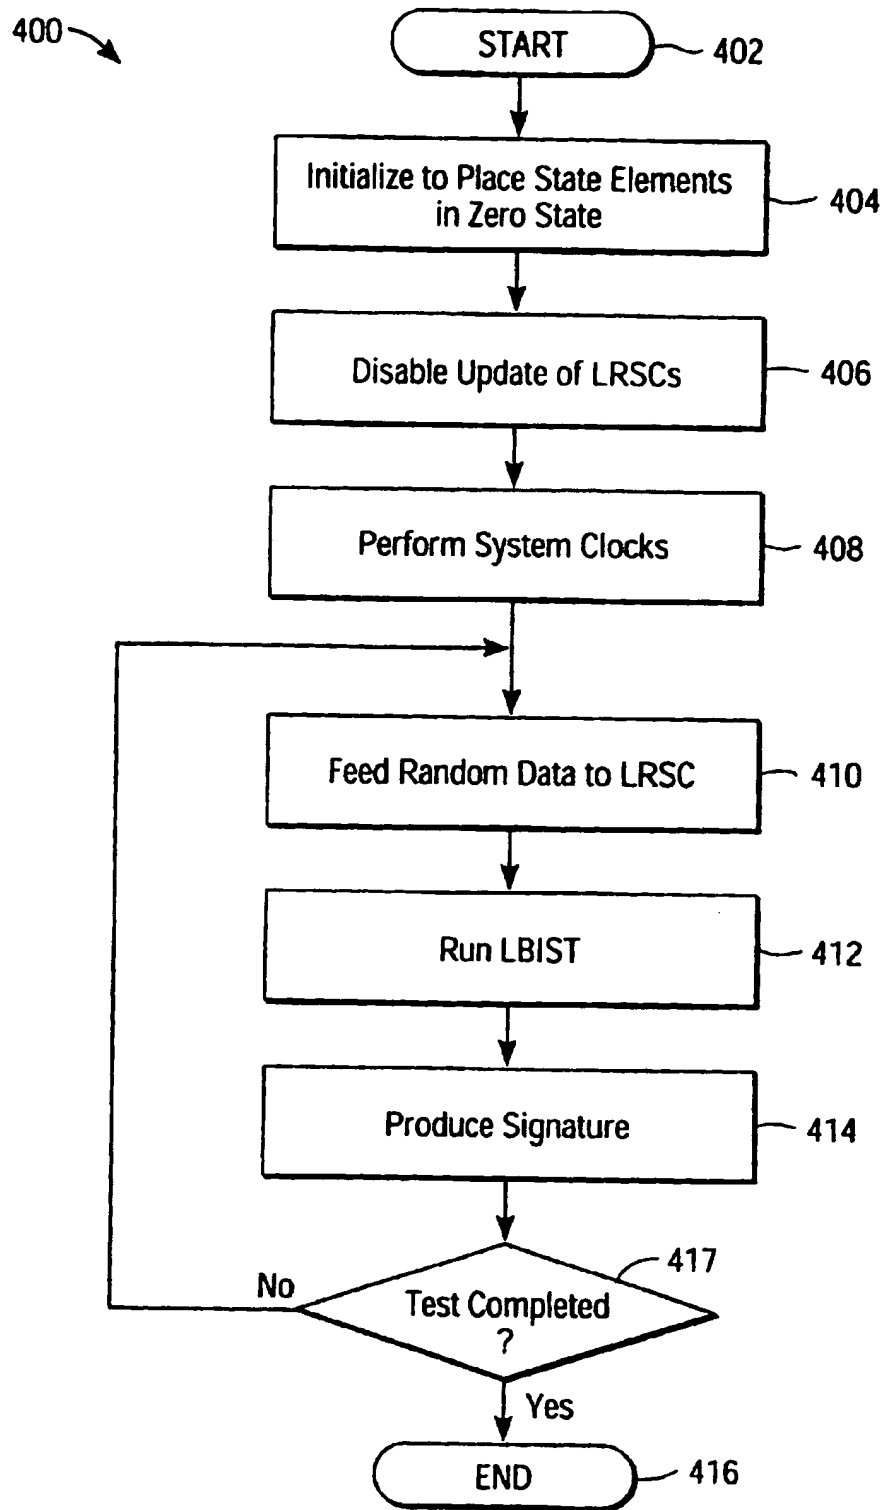 400
START
402
Initialize to Place State Elements
in Zero State
404
Disable Update of LRSCs
406
Perform System Clocks
408
Feed Random Data to LRSC
410
Run LBIST
412
Produce Signature
414
417
No
Test Completed
?
Yes
END
416